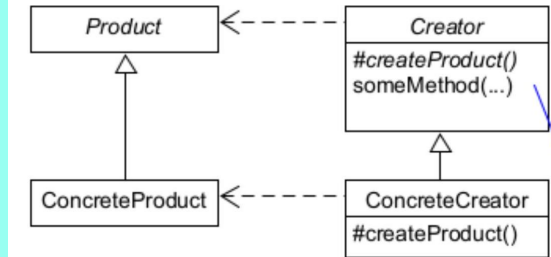 Product
Creator
#createProduct()
someMethod(...)
ConcreteProduct
ConcreteCreator
#createProduct()